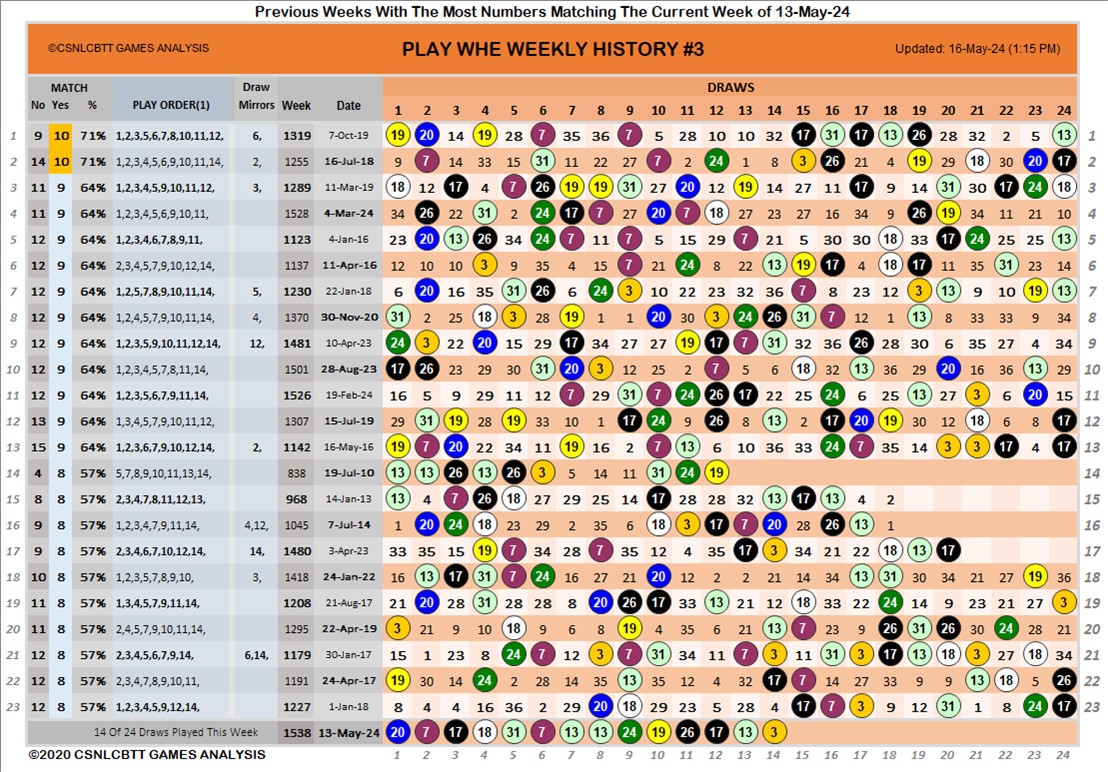 Previous Weeks With The Most Numbers Matching The Current Week of 13-May-24
©CSNLCBTT GAMES ANALYSIS PLAY WHE WEEKLY HISTORY #3 Updated: 16-May-24 (1:15 PM)
MATCH Draw DRAWS
No Yes % PLAY ORDER(1) Mirrors Week Date 1 2 3 4 5 6 7 8 9 10 11 12 13 14 15 16 17 18 19 20 21 22 23 24
1 9 10 71% 1,2,3,5,6,7,8,10,11,12, 6, 1319 7-Oct-19 19 20 14 19 28 7 35 36 7 5 28 10 10 32 17 31 17 13 26 28 32 2 5 13 1
2 14 10 71% 1,2,3,4,5,6,9,10,11,14, 2, 1255 16-Jul-18 9 7 14 33 15 31 11 22 27 7 2 12 1 8 3 16 21 4 19 29 18 30 20 17 2
3 11 9 64% 1,2,3,4,5,9,10,11,12, 3, 1289 11-Mar-19 18 12 17 4 7 26 19 19 31 27 20 12 19 14 27 11 17 9 14 31 30 17 24 18 3
4 11 9 64% 1,2,3,4,5,6,9,10,11, 1528 4-Mar-24 34 26 22 31 2 24 17 7 27 20 7 18 27 23 27 16 34 9 26 19 34 11 21 10 4
5 12 9 64% 1,2,3,4,6,7,8,9,11, 1123 4-Jan-16 23 20 13 26 34 24 7 11 7 5 15 29 7 21 5 30 30 18 33 17 24 25 25 13 5
6 12 9 64% 2,3,4,5,7,9,10,12,14, 1137 11-Apr-16 12 10 10 3 9 35 4 15 7 21 24 8 22 13 19 17 4 18 17 11 35 31 23 14 6
7 12 9 64% 1,2,5,7,8,9,10,11,14, 5, 1230 22-Jan-18 6 20 16 35 31 26 6 24 3 10 22 23 32 36 7 8 23 12 3 13 9 10 19 13 7
8 12 9 64% 1,2,4,5,7,9,10,11,14, 4, 1370 30-Nov-20 31 2 25 18 3 28 19 1 1 20 30 3 24 26 31 7 12 1 13 8 33 33 9 34 8
9 12 9 64% 1,2,3,5,9,10,11,12,14, 12, 1481 10-Apr-23 24 3 22 20 15 29 17 34 27 27 19 17 7 31 32 36 26 28 30 6 35 27 4 34 9
10 12 9 64% 1,2,3,4,5,7,8,11,14, 1501 28-Aug-23 17 26 23 29 30 31 20 3 12 25 2 7 5 6 18 32 13 36 29 20 16 36 13 29 10
11 12 9 64% 1,2,3,5,6,7,9,11,14, 1526 19-Feb-24 16 5 9 29 11 12 7 29 31 7 24 26 17 22 25 24 6 25 13 27 3 6 20 15 11
12 13 9 64% 1,3,4,5,7,9,10,11,12, 1307 15-Jul-19 29 31 19 28 19 33 10 1 17 24 9 26 8 13 2 17 20 19 30 12 18 6 8 17 12
13 15 9 64% 1,2,3,6,7,9,10,12,14, 2, 1142 16-May-16 19 7 20 22 34 11 19 16 2 7 13 6 10 36 33 24 7 35 14 3 3 17 4 17 13
14 4 8 57% 5,7,8,9,10,11,13,14, 838 19-Jul-10 13 13 26 13 26 3 5 14 11 31 24 19 14
15 8 8 57% 2,3,4,7,8,11,12,13, 968 14-Jan-13 13 4 7 26 18 27 29 25 14 17 28 28 32 13 17 13 4 2 15
16 9 8 57% 1,2,3,4,7,9,11,14, 4,12, 1045 7-Jul-14 1 20 24 18 23 29 2 35 6 18 3 17 7 20 28 26 13 1 16
17 9 8 57% 2,3,4,6,7,10,12,14, 14, 1480 3-Apr-23 33 35 15 19 7 34 28 7 35 12 4 35 17 3 34 21 22 18 13 17 17
18 10 8 57% 1,2,3,5,7,8,9,10, 3, 1418 24-Jan-22 16 13 17 31 7 24 16 27 21 20 12 2 2 21 14 34 13 31 30 34 21 23 19 36 18
19 11 8 57% 1,3,4,5,7,9,11,14, 1208 21-Aug-17 21 20 28 31 28 28 8 20 26 17 33 13 21 12 18 33 22 24 14 9 23 21 27 3 19
20 11 8 57% 2,4,5,7,9,10,11,14, 1295 22-Apr-19 3 21 9 10 18 9 6 8 19 4 35 6 21 13 7 23 9 26 31 26 30 24 28 21 20
21 12 8 57% 2,3,4,5,6,7,9,14, 6,14, 1179 30-Jan-17 15 1 23 8 24 7 12 3 7 31 34 11 7 3 11 31 3 17 13 18 3 27 18 34 21
22 12 8 57% 2,3,4,7,8,9,10,11, 1191 24-Apr-17 19 30 14 24 2 28 14 35 13 35 12 4 32 17 7 14 27 33 9 9 13 18 5 26 22
23 12 8 57% 1,2,3,4,5,9,12,14, 1227 1-Jan-18 8 4 4 16 36 2 29 20 18 29 23 5 28 4 17 7 3 9 12 31 1 8 24 17 23
14 Of 24 Draws Played This Week 1538 13-May-24 20 7 17 18 31 7 13 13 24 19 26 17 13 3
©2020 CSNLCBTT GAMES ANALYSIS 1 2 3 4 5 6 7 8 9 10 11 12 13 14 15 16 17 18 19 20 21 22 23 24